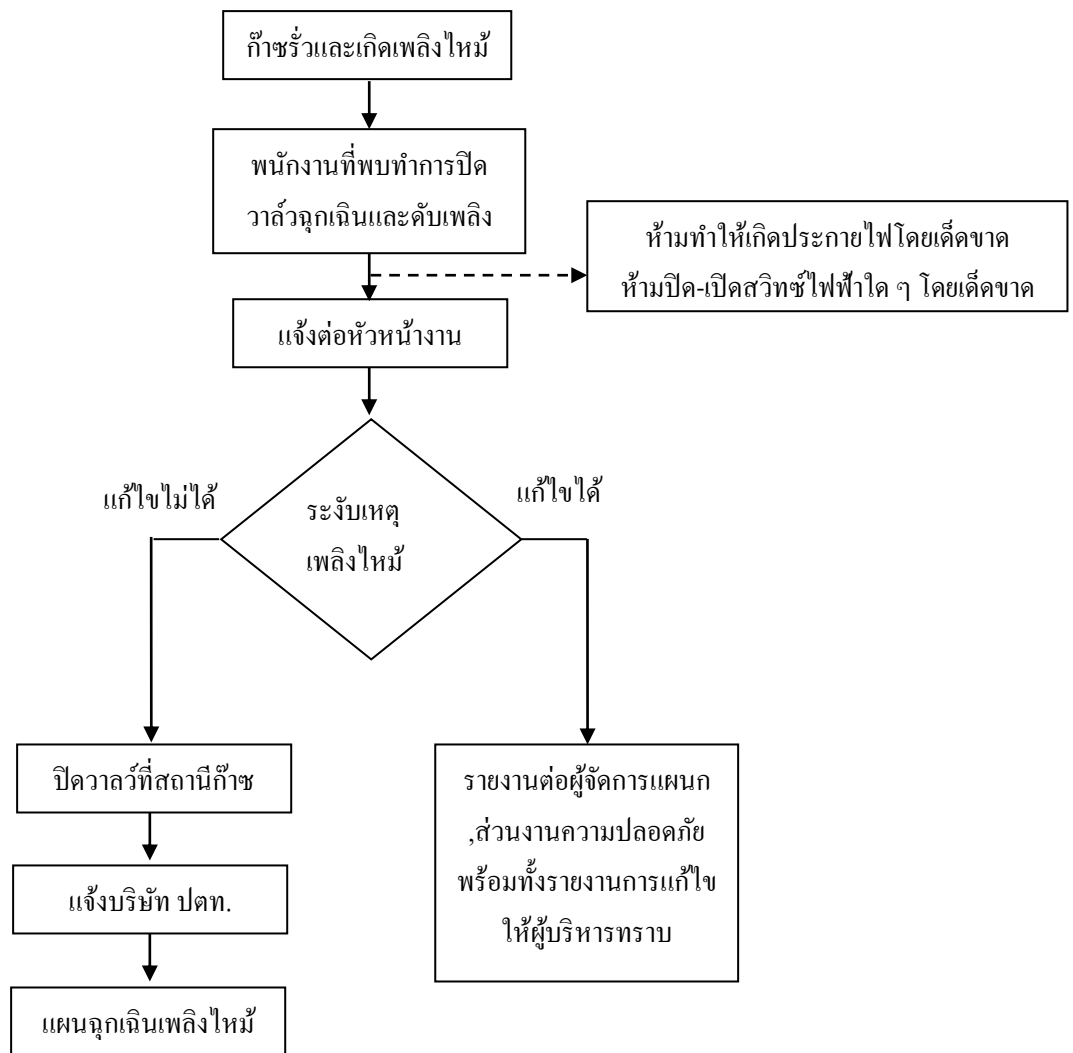 ก๊าซรั่วและเกิดเพลิงไหม้
พนักงานที่พบทำการปิด
วาล์วฉุกเฉินและดับเพลิง
ห้ามทำให้เกิดประกายไฟโดยเด็ดขาด
ห้ามปิด-เปิดสวิทซ์ไฟฟ้าใด ๆ โดยเด็ดขาด
แจ้งต่อหัวหน้างาน
แก้ไขไม่ได้
แก้ไขได้
ระงับเหตุ
เพลิงไหม้
ปิดวาลว์ที่สถานีก๊าซ
แจ้งบริษัท ปตท.
แผนฉุกเฉินเพลิงไหม้
รายงานต่อผู้จัดการแผนก
,ส่วนงานความปลอดภัย
พร้อมทั้งรายงานการแก้ไข
ให้ผู้บริหารทราบ